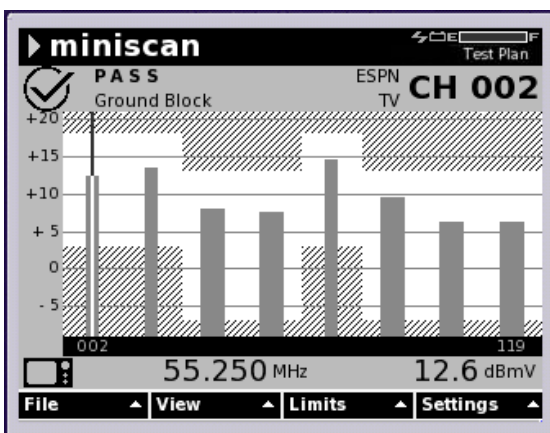 miniscan
E F
Test Plan
PASS
Ground Block
ESPN
TV
CH 002
+20
+15
+10
+ 5
0
- 5
002 119
55.250 MHz 12.6 dBmV
File View Limits Settings